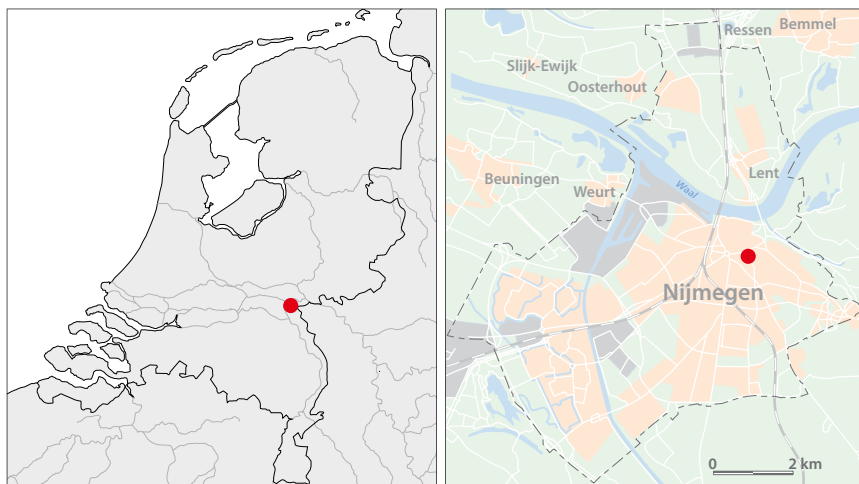 Ressen
Bemmel
Slijk-Ewijk
Oosterhout
Lent
Beuningen
Weurt
Waal
Nijmegen
0 2 km